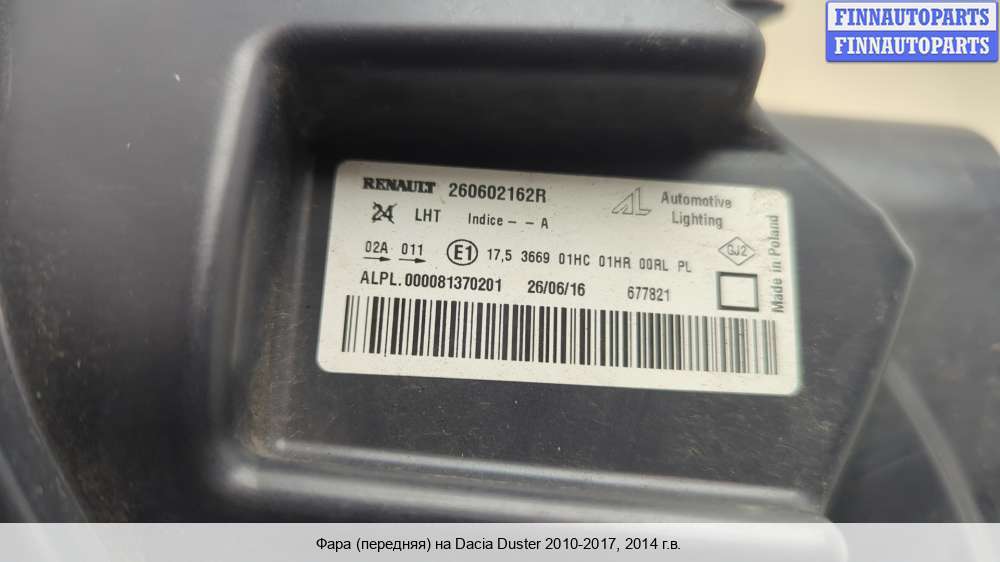 FINNAUTOPARTS
FINNAUTOPARTS
RENAULT 260602162R
24 LHT Indice - - A
AL Automotive Lighting
02A 011 E1 17,5 3669 01HC 01HR 00RL PL
GJ2
ALPL.000081370201 26/06/16 677821
Made in Poland
Фара (передняя) на Dacia Duster 2010-2017, 2014 г.в.